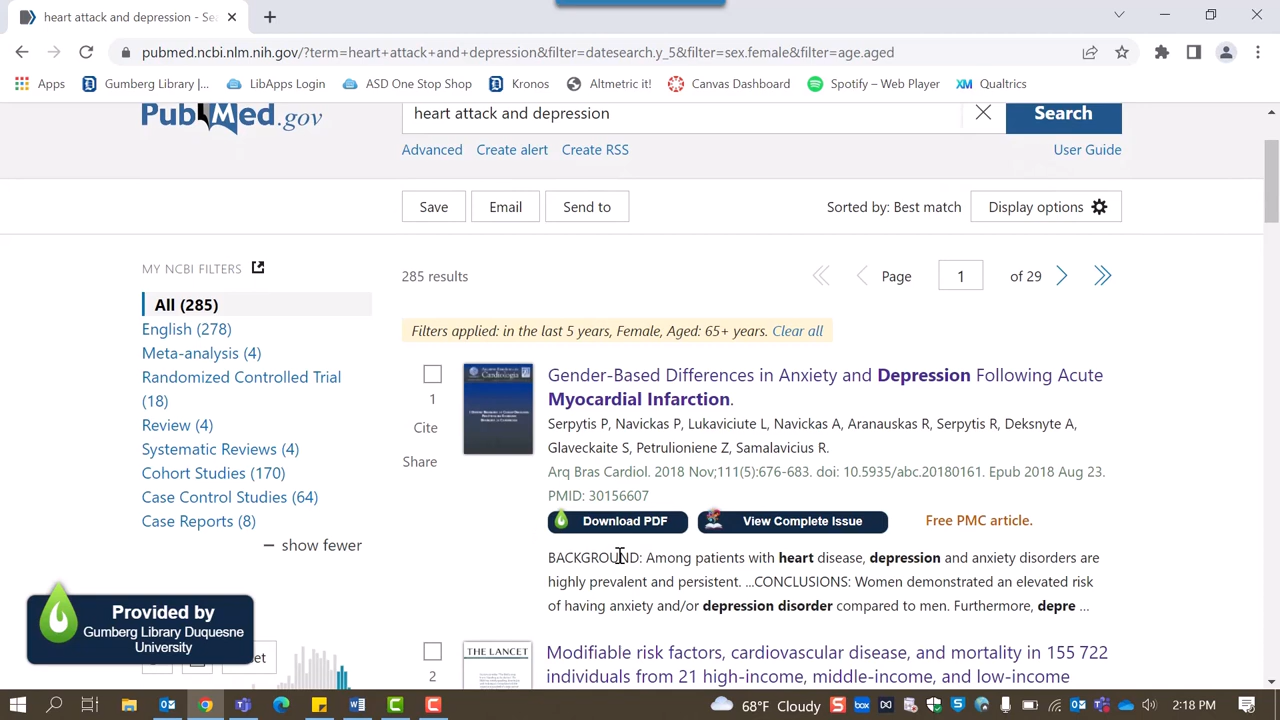 heart attack and depression - Sea
pubmed.ncbi.nlm.nih.gov/?term=heart+attack+and+depression&filter=datesearch.y_5&filter=sex.female&filter=age.aged
Apps
Gumberg Library |...
LibApps Login
ASD One Stop Shop
Kronos
Altmetric it!
Canvas Dashboard
Spotify – Web Player
XM Qualtrics
PubMed.gov
heart attack and depression
Search
Advanced
Create alert
Create RSS
User Guide
Save
Email
Send to
Sorted by: Best match
Display options
MY NCBI FILTERS
285 results
Page
1
of 29
All (285)
English (278)
Meta-analysis (4)
Randomized Controlled Trial
(18)
Review (4)
Systematic Reviews (4)
Cohort Studies (170)
Case Control Studies (64)
Case Reports (8)
— show fewer
Filters applied: in the last 5 years, Female, Aged: 65+ years. Clear all
1
Cite
Share
Gender-Based Differences in Anxiety and Depression Following Acute
Myocardial Infarction.
Serpytis P, Navickas P, Lukaviciute L, Navickas A, Aranauskas R, Serpytis R, Deksnyte A,
Glaveckaite S, Petrulioniene Z, Samalavicius R.
Arq Bras Cardiol. 2018 Nov;111(5):676-683. doi: 10.5935/abc.20180161. Epub 2018 Aug 23.
PMID: 30156607
Download PDF
View Complete Issue
Free PMC article.
BACKGROUND: Among patients with heart disease, depression and anxiety disorders are
highly prevalent and persistent. ...CONCLUSIONS: Women demonstrated an elevated risk
of having anxiety and/or depression disorder compared to men. Furthermore, depre ...
Provided by
Gumberg Library Duquesne
University
2
THE LANCET
Modifiable risk factors, cardiovascular disease, and mortality in 155 722
individuals from 21 high-income, middle-income, and low-income
68°F Cloudy
2:18 PM